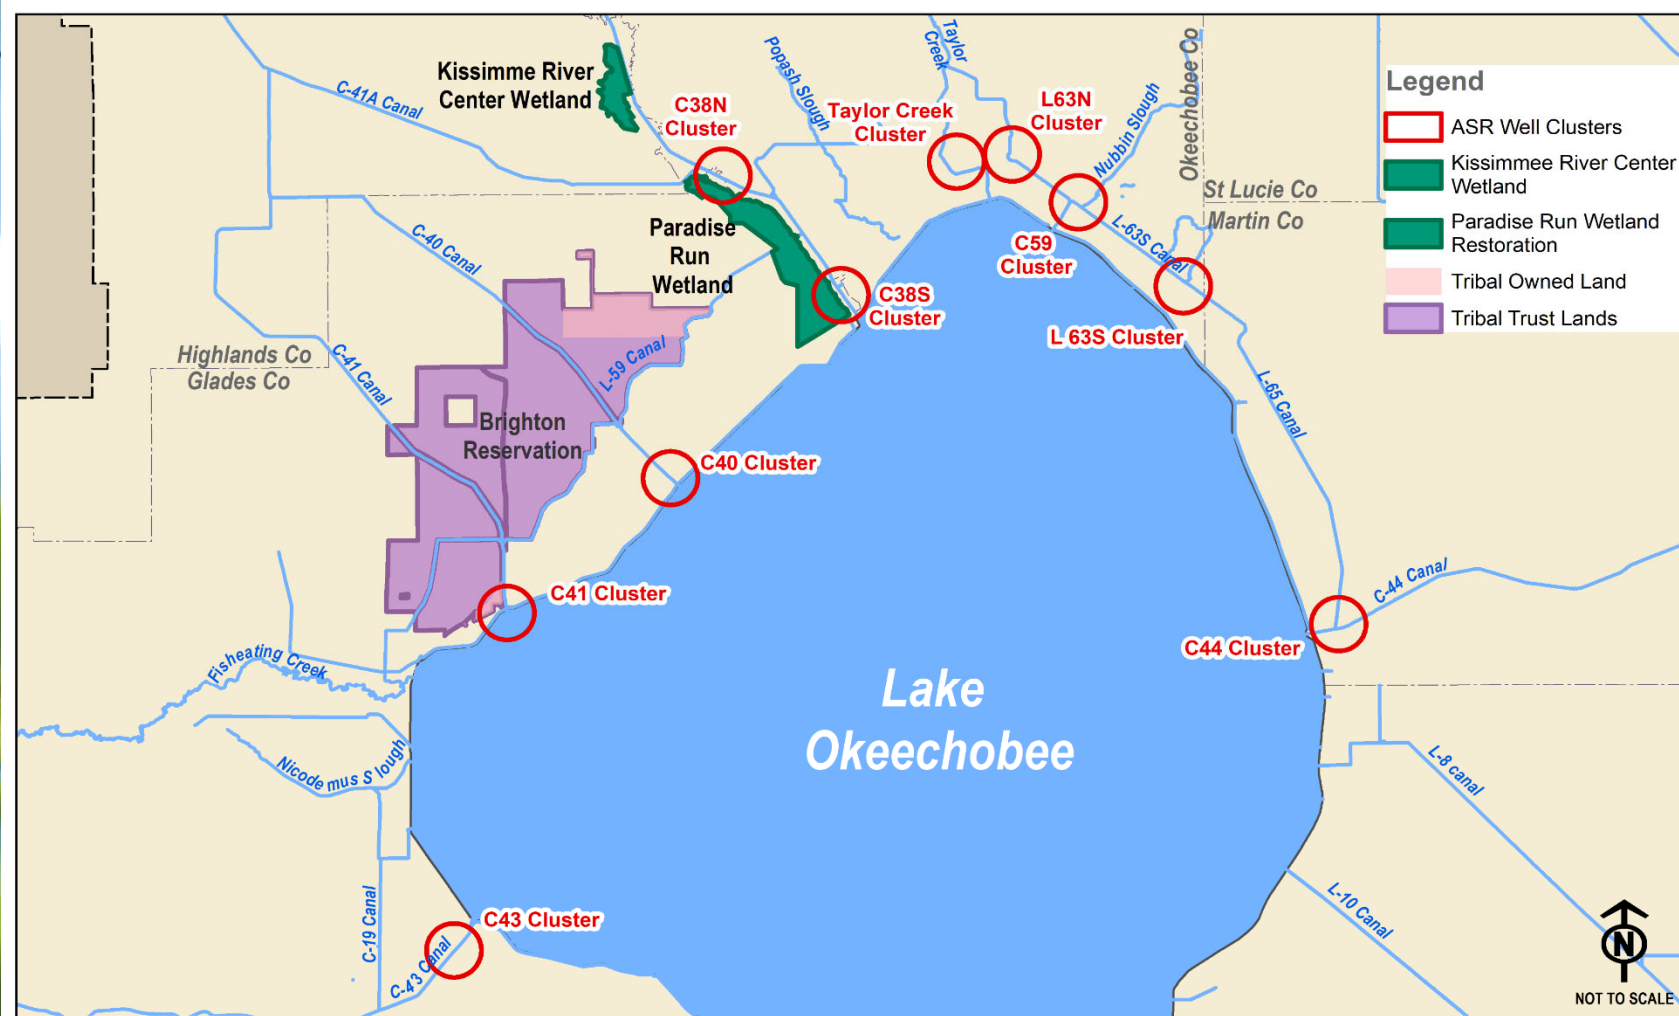 Kissimme River
Center Wetland
C-41A Canal
C38N
Cluster
Popash Slough
Taylor
Creek
Taylor Creek
Cluster
L63N
Cluster
Nubbin Slough
Okeechobee Co
St Lucie Co
Martin Co
Legend
ASR Well Clusters
Kissimmee River Center
Wetland
Paradise Run Wetland
Restoration
Tribal Owned Land
Tribal Trust Lands
C-40 Canal
Paradise
Run
Wetland
C59
Cluster
L-63S Canal
C38S
Cluster
L 63S Cluster
Highlands Co
Glades Co
C-41 Canal
L-59 Canal
L-65 Canal
Brighton
Reservation
C40 Cluster
C41 Cluster
C-44 Canal
C44 Cluster
Fisheating Creek
Lake
Okeechobee
Nicode mus S lough
L-8 canal
C-19 Canal
L-10 Canal
C43 Cluster
C-43 Canal
N
NOT TO SCALE